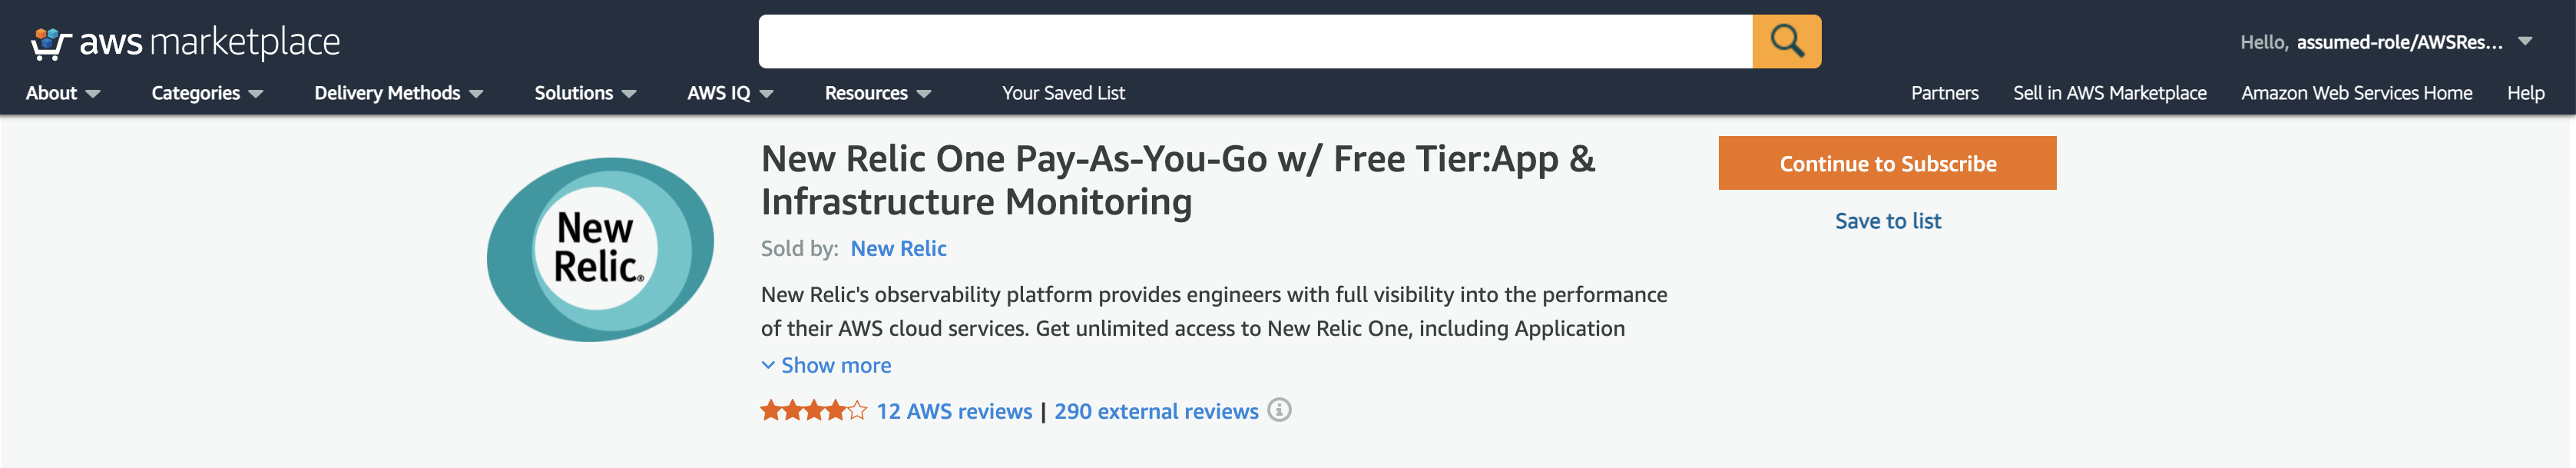 aws marketplace
Hello, assumed-role/AWSRes...
About
Categories
Delivery Methods
Solutions
AWS IQ
Resources
Your Saved List
Partners
Sell in AWS Marketplace
Amazon Web Services Home
Help
New Relic®
New Relic One Pay-As-You-Go w/ Free Tier:App &
Infrastructure Monitoring
Continue to Subscribe
Save to list
Sold by: New Relic
New Relic's observability platform provides engineers with full visibility into the performance
of their AWS cloud services. Get unlimited access to New Relic One, including Application
Show more
12 AWS reviews | 290 external reviews